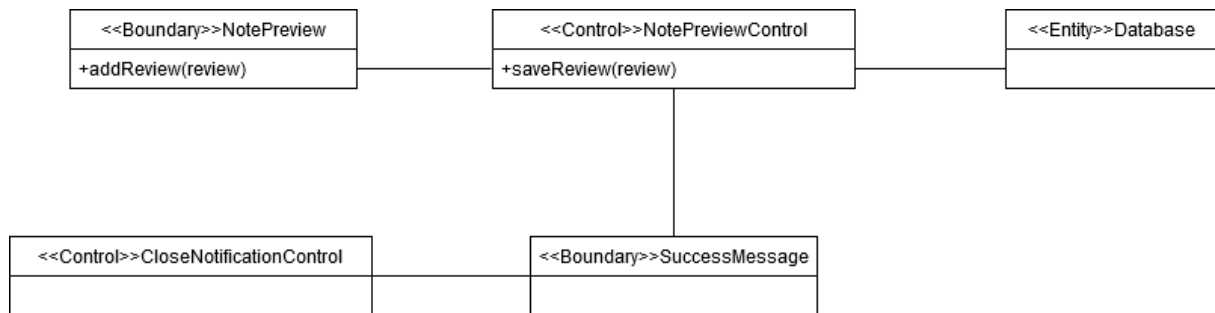 <<Boundary>>NotePreview
+addReview(review)
<<Control>>NotePreviewControl
+saveReview(review)
<<Entity>>Database
<<Control>>CloseNotificationControl
<<Boundary>>SuccessMessage